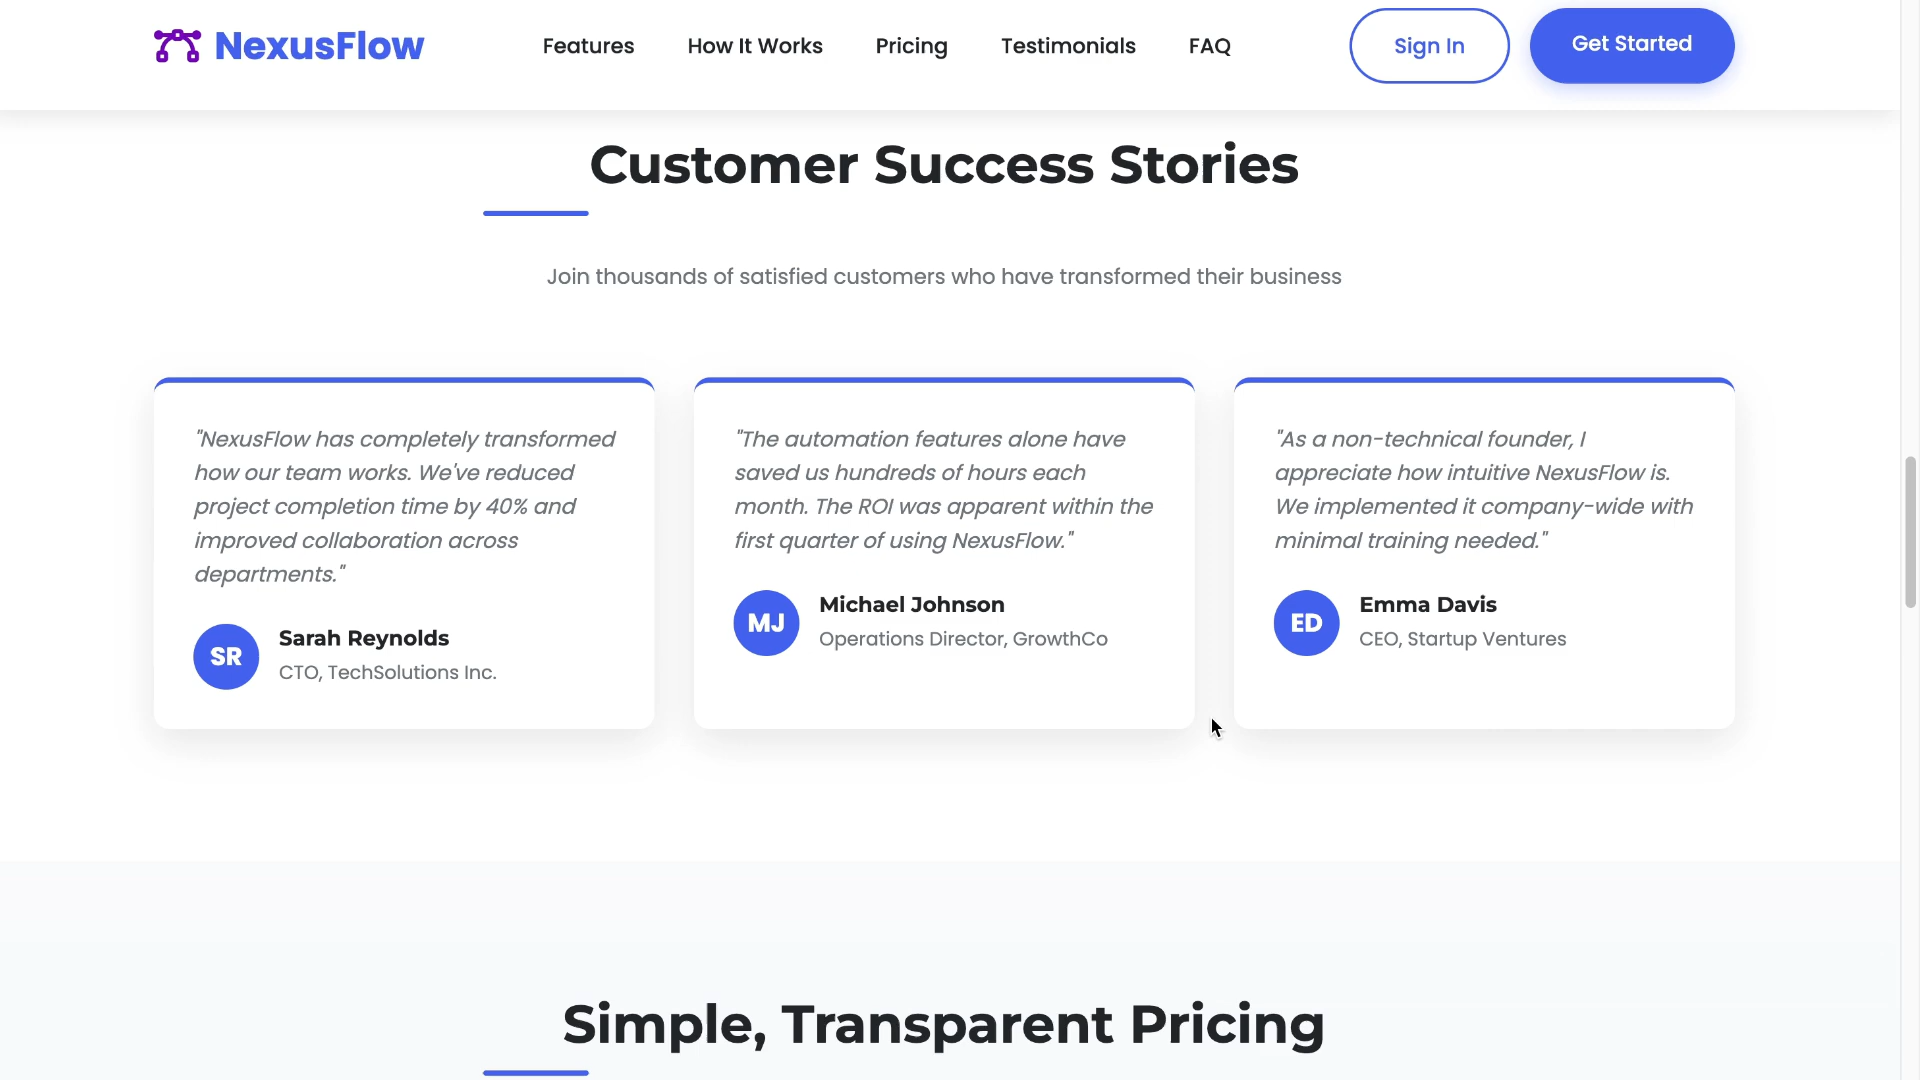 NexusFlow
Features
How It Works
Pricing
Testimonials
FAQ
Sign In
Get Started
Customer Success Stories
Join thousands of satisfied customers who have transformed their business
"NexusFlow has completely transformed
how our team works. We've reduced
project completion time by 40% and
improved collaboration across
departments."
SR
Sarah Reynolds
CTO, TechSolutions Inc.
"The automation features alone have
saved us hundreds of hours each
month. The ROI was apparent within the
first quarter of using NexusFlow."
MJ
Michael Johnson
Operations Director, GrowthCo
"As a non-technical founder, I
appreciate how intuitive NexusFlow is.
We implemented it company-wide with
minimal training needed."
ED
Emma Davis
CEO, Startup Ventures
Simple, Transparent Pricing